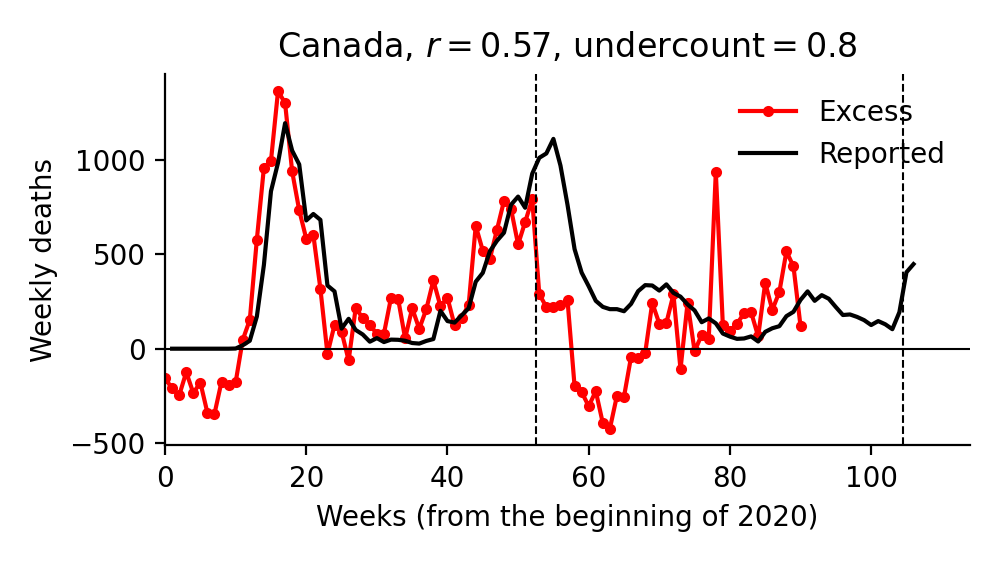 Canada, r = 0.57, undercount = 0.8
Excess
Reported
Weekly deaths
1000
500
0
−500
0 20 40 60 80 100
Weeks (from the beginning of 2020)